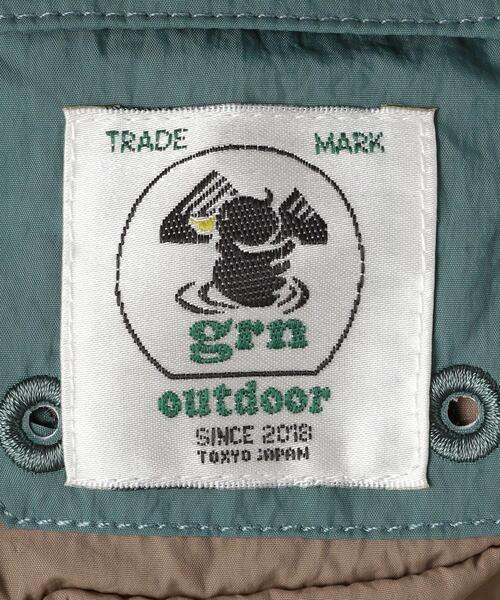 TRADE MARK
grn
outdoor
SINCE 2018
TOKYO JAPAN